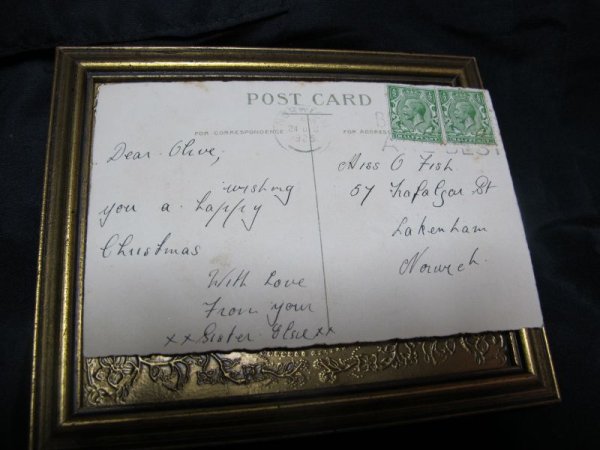 POST CARD
FOR CORRESPONDENCE
FOR ADDRESS
24 D
Dear Olive,
wishing
you a happy
Christmas
With Love
From your
xx Sister Elsie xx
Miss O Fish
57 Trafalgar St
Lakenham
Norwich.